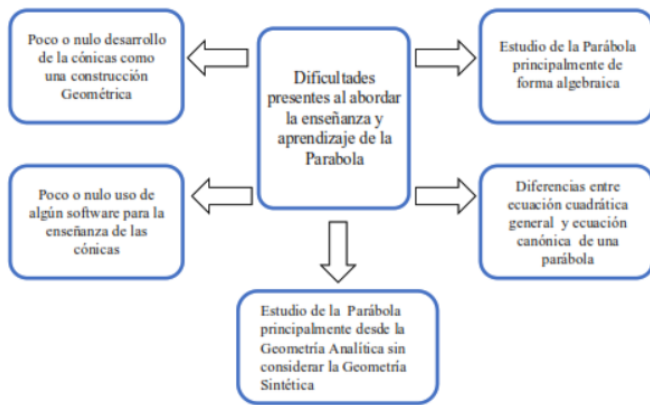 Poco o nulo desarrollo
de la cónicas como
una construcción
Geométrica
Dificultades
presentes al abordar
la enseñanza y
aprendizaje de la
Parabola
Estudio de la Parábola
principalmente de
forma algebraica
Poco o nulo uso de
algún software para la
enseñanza de las
cónicas
Diferencias entre
ecuación cuadrática
general y ecuación
canónica de una
parábola
Estudio de la Parábola
principalmente desde la
Geometría Analítica sin
considerar la Geometría
Sintética